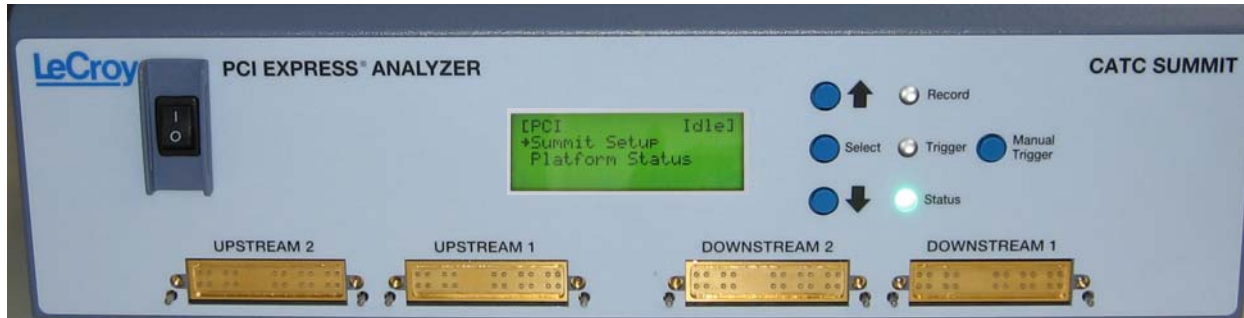 LeCroy
PCI EXPRESS® ANALYZER
CATC SUMMIT
[PCI Idle]
→Summit Setup
Platform Status
Record
Select
Trigger
Manual
Trigger
Status
UPSTREAM 2
UPSTREAM 1
DOWNSTREAM 2
DOWNSTREAM 1